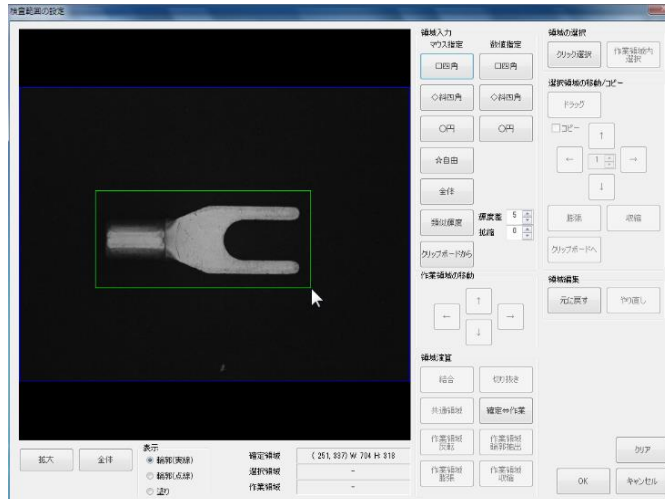 検査範囲の設定
領域入力
マウス指定 数値指定
□四角 □四角
◇斜四角 ◇斜四角
○円 ○円
☆自由
全体
類似輝度 輝度差 5
拡縮 0
クリップボードから
作業領域の移動
← ↑ → ↓
領域演算
結合 切り抜き
共通領域 確定⇔作業
作業領域反転 作業領域輪郭抽出
作業領域膨張 作業領域収縮
領域の選択
クリック選択 作業領域内選択
選択領域の移動/コピー
ドラッグ
□コピー
↑
← 1 →
↓
膨張 収縮
クリップボードへ
領域編集
元に戻す やり直し
クリア
OK キャンセル
拡大 全体
表示
輪郭(実線)
輪郭(点線)
塗り
確定領域 ( 251, 337) W 704 H 318
選択領域 -
作業領域 -